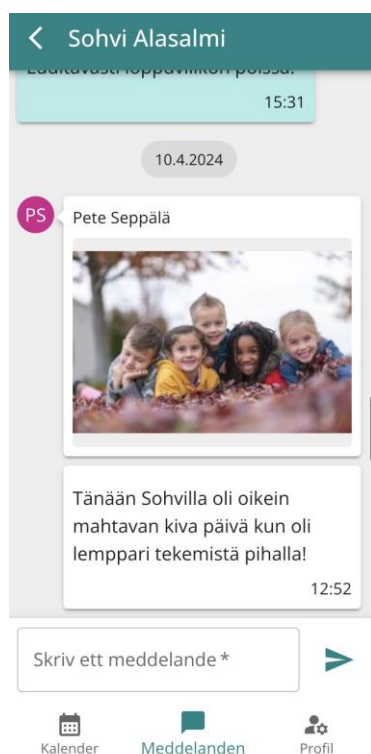 Sohvi Alasalmi
15:31
10.4.2024
PS
Pete Seppälä
Tänään Sohvilla oli oikein
mahtavan kiva päivä kun oli
lemppari tekemistä pihalla!
12:52
Skriv ett meddelande *
Kalender
Meddelanden
Profil